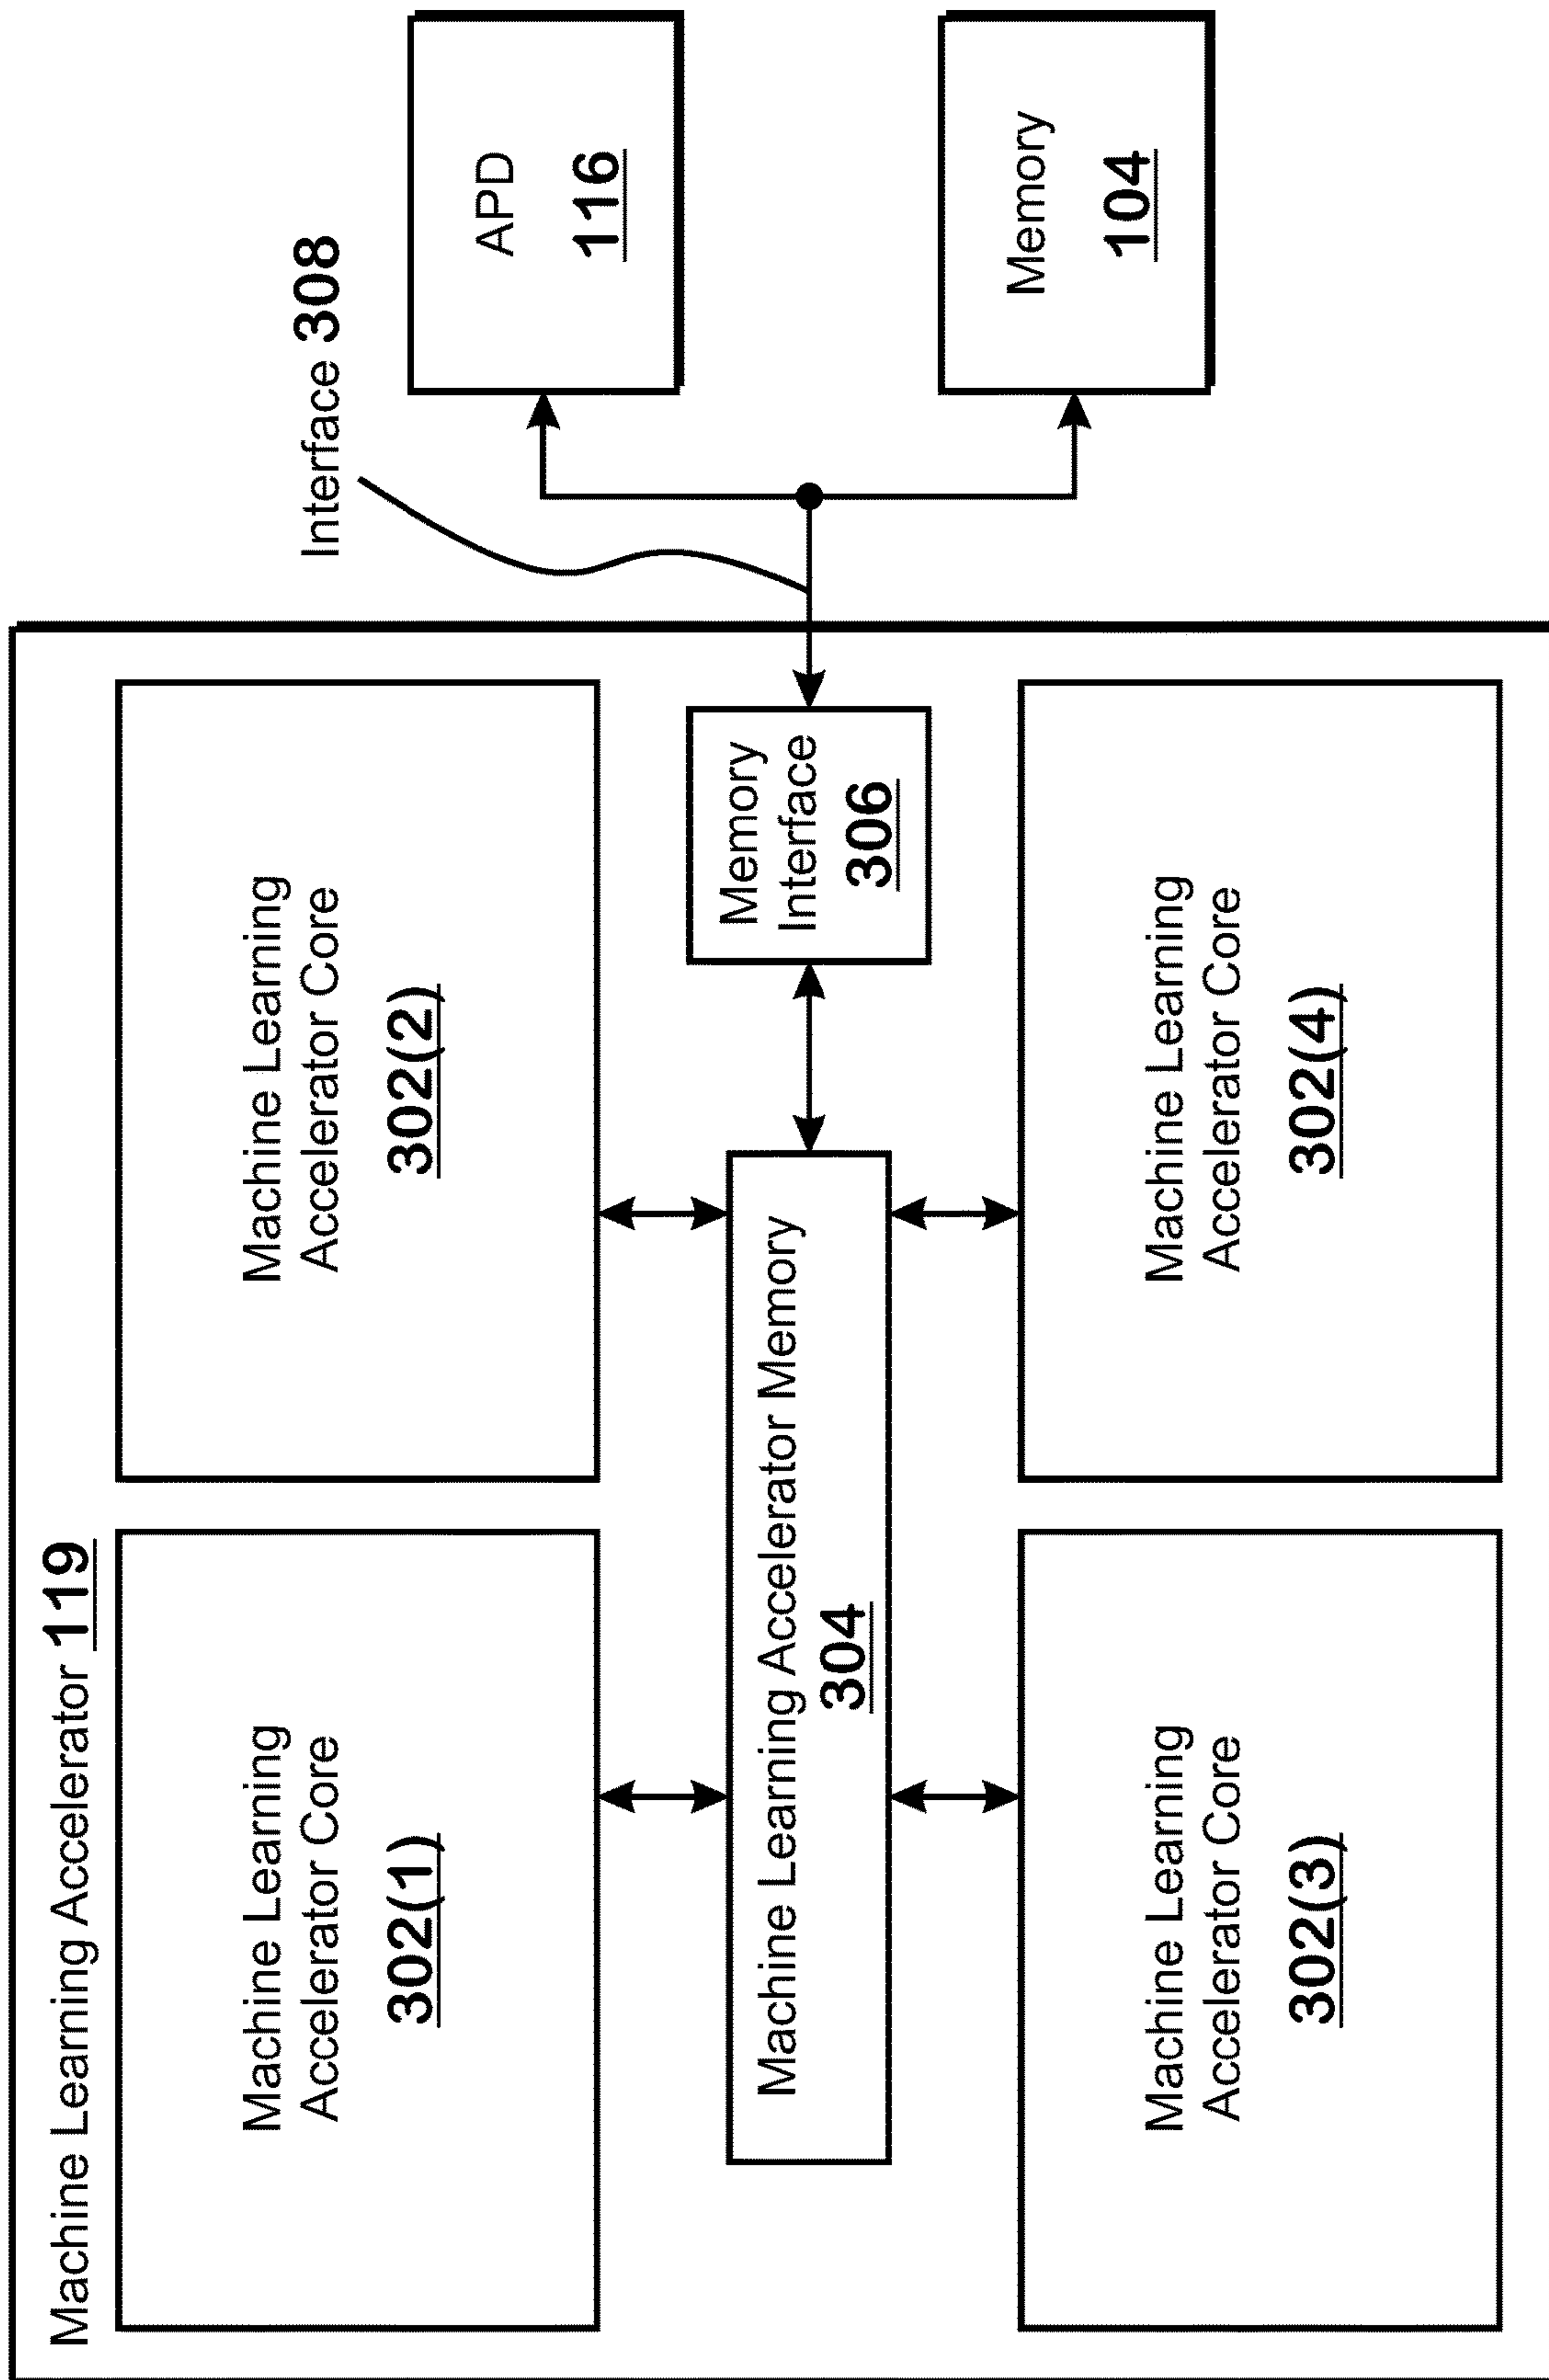 Machine Learning Accelerator 119
Machine Learning
Accelerator Core
302(1)
Machine Learning
Accelerator Core
302(2)
Interface 308
APD
116
Machine Learning Accelerator Memory
304
Memory
Interface
306
Memory
104
Machine Learning
Accelerator Core
302(3)
Machine Learning
Accelerator Core
302(4)